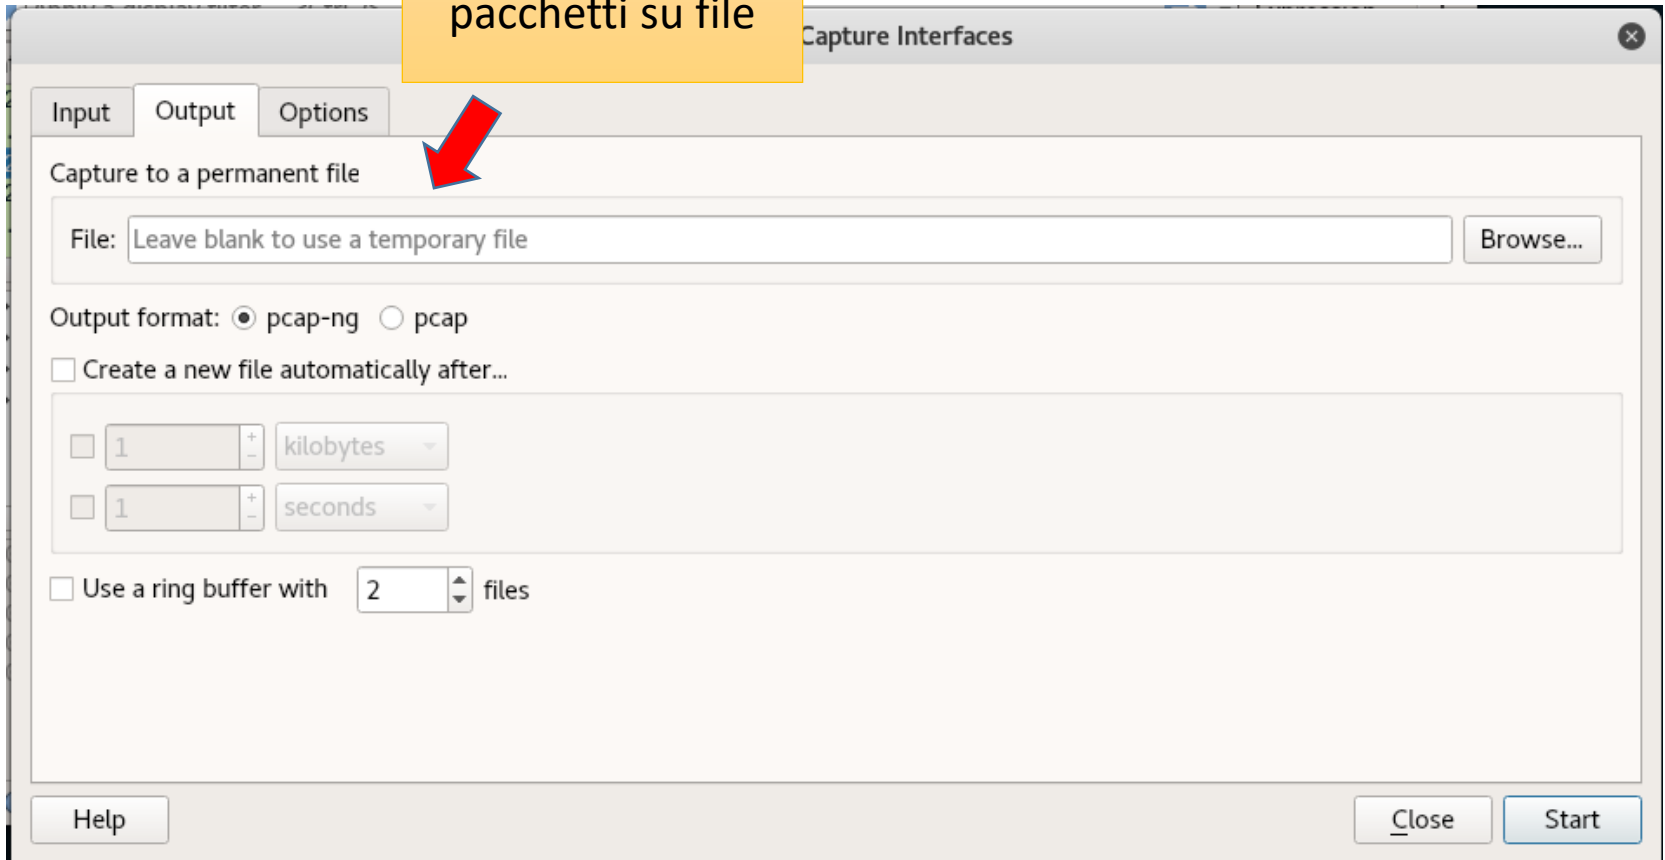 pacchetti su file
Capture Interfaces
Input Output Options
Capture to a permanent file
File: Leave blank to use a temporary file Browse...
Output format: pcap-ng pcap
Create a new file automatically after...
1 kilobytes
1 seconds
Use a ring buffer with 2 files
Help Close Start